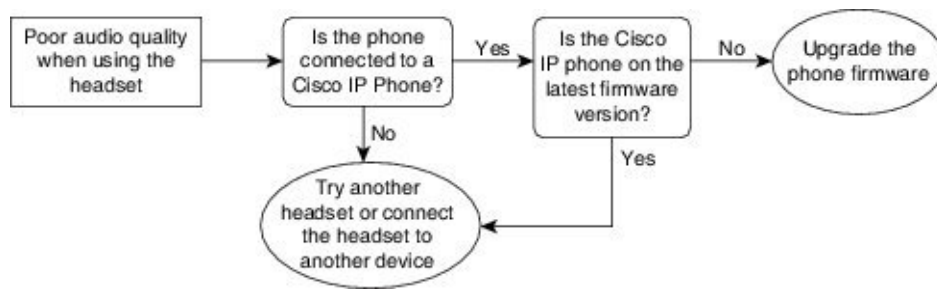 Poor audio quality
when using the
headset
Is the phone
connected to a
Cisco IP Phone?
Yes
Is the Cisco
IP phone on the
latest firmware
version?
No
Upgrade the
phone firmware
No
Yes
Try another
headset or connect
the headset to
another device